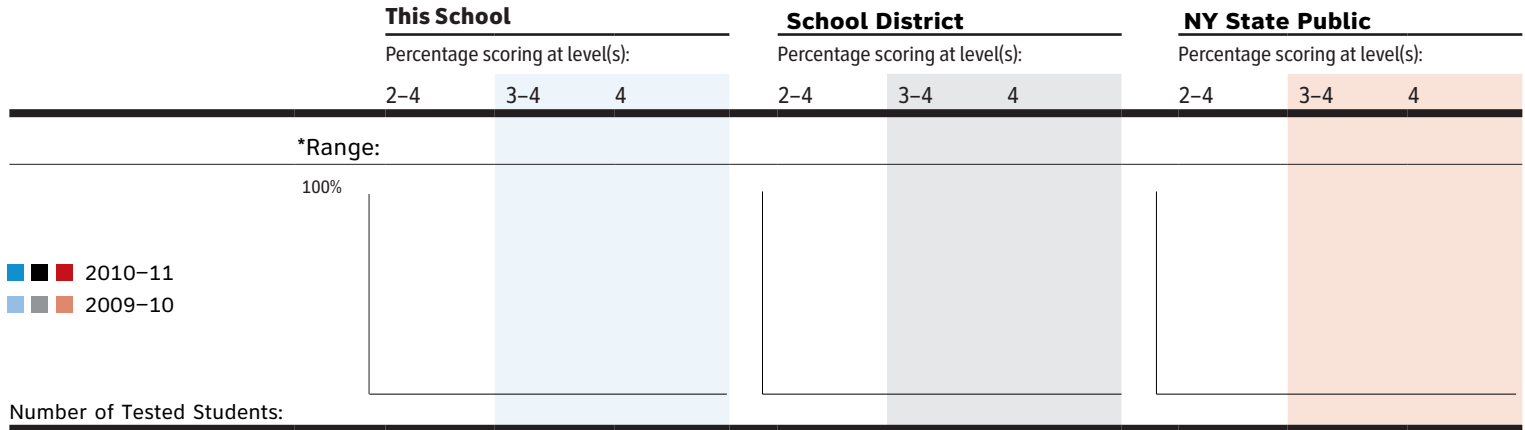 This School School District NY State Public
Percentage scoring at level(s): Percentage scoring at level(s): Percentage scoring at level(s):
2–4 3–4 4 2–4 3–4 4 2–4 3–4 4
*Range:
100%
2010–11
2009–10
Number of Tested Students: